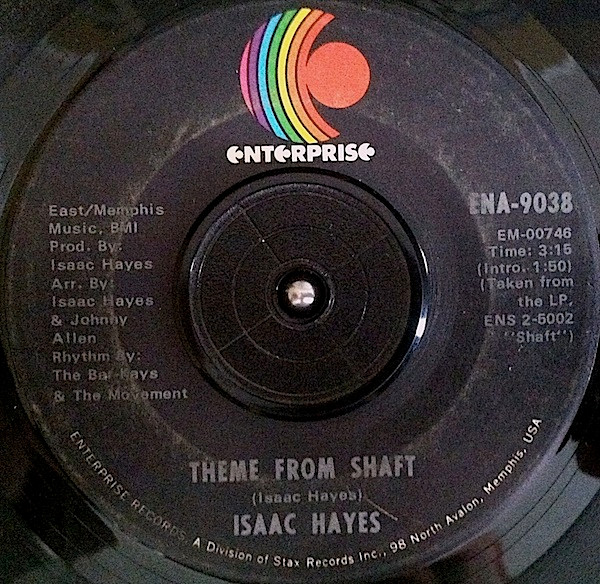 ENTERPRISE
East/Memphis
Music, BMI
Prod. By:
Isaac Hayes
Arr. By:
Isaac Hayes
& Johnny
Allen
Rhythm By:
The Bar-Kays
& The Movement
ENA-9038
EM-00746
Time: 3:15
(Intro. 1:50)
(Taken from
the LP.
ENS 2-5002
"Shaft")
THEME FROM SHAFT
(Isaac Hayes)
ISAAC HAYES
ENTERPRISE RECORDS, A Division of Stax Records Inc., 98 North Avalon, Memphis, USA